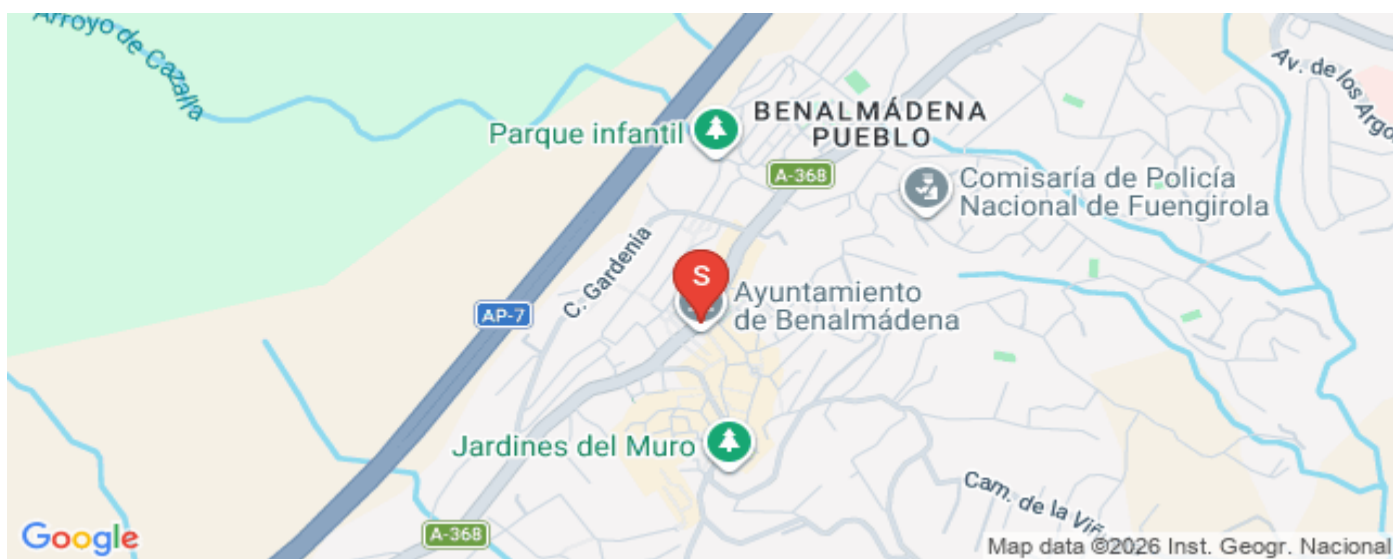 Arroyo de Cazalla
Av. de los Argo
BENALMÁDENA
PUEBLO
Parque infantil
A-368
Comisaría de Policía
Nacional de Fuengirola
C. Gardenia
S
Ayuntamiento
de Benalmádena
AP-7
Jardines del Muro
Cam. de la Viñ
A-368
Google
Map data ©2026 Inst. Geogr. Nacional